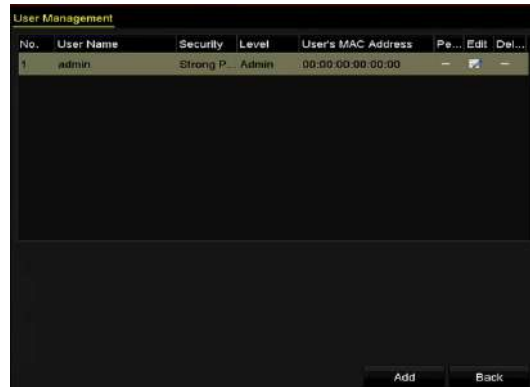 User Management
No. User Name Security Level User's MAC Address Pe... Edit Del...
1 admin Strong P... Admin 00:00:00:00:00:00 — —
Add Back